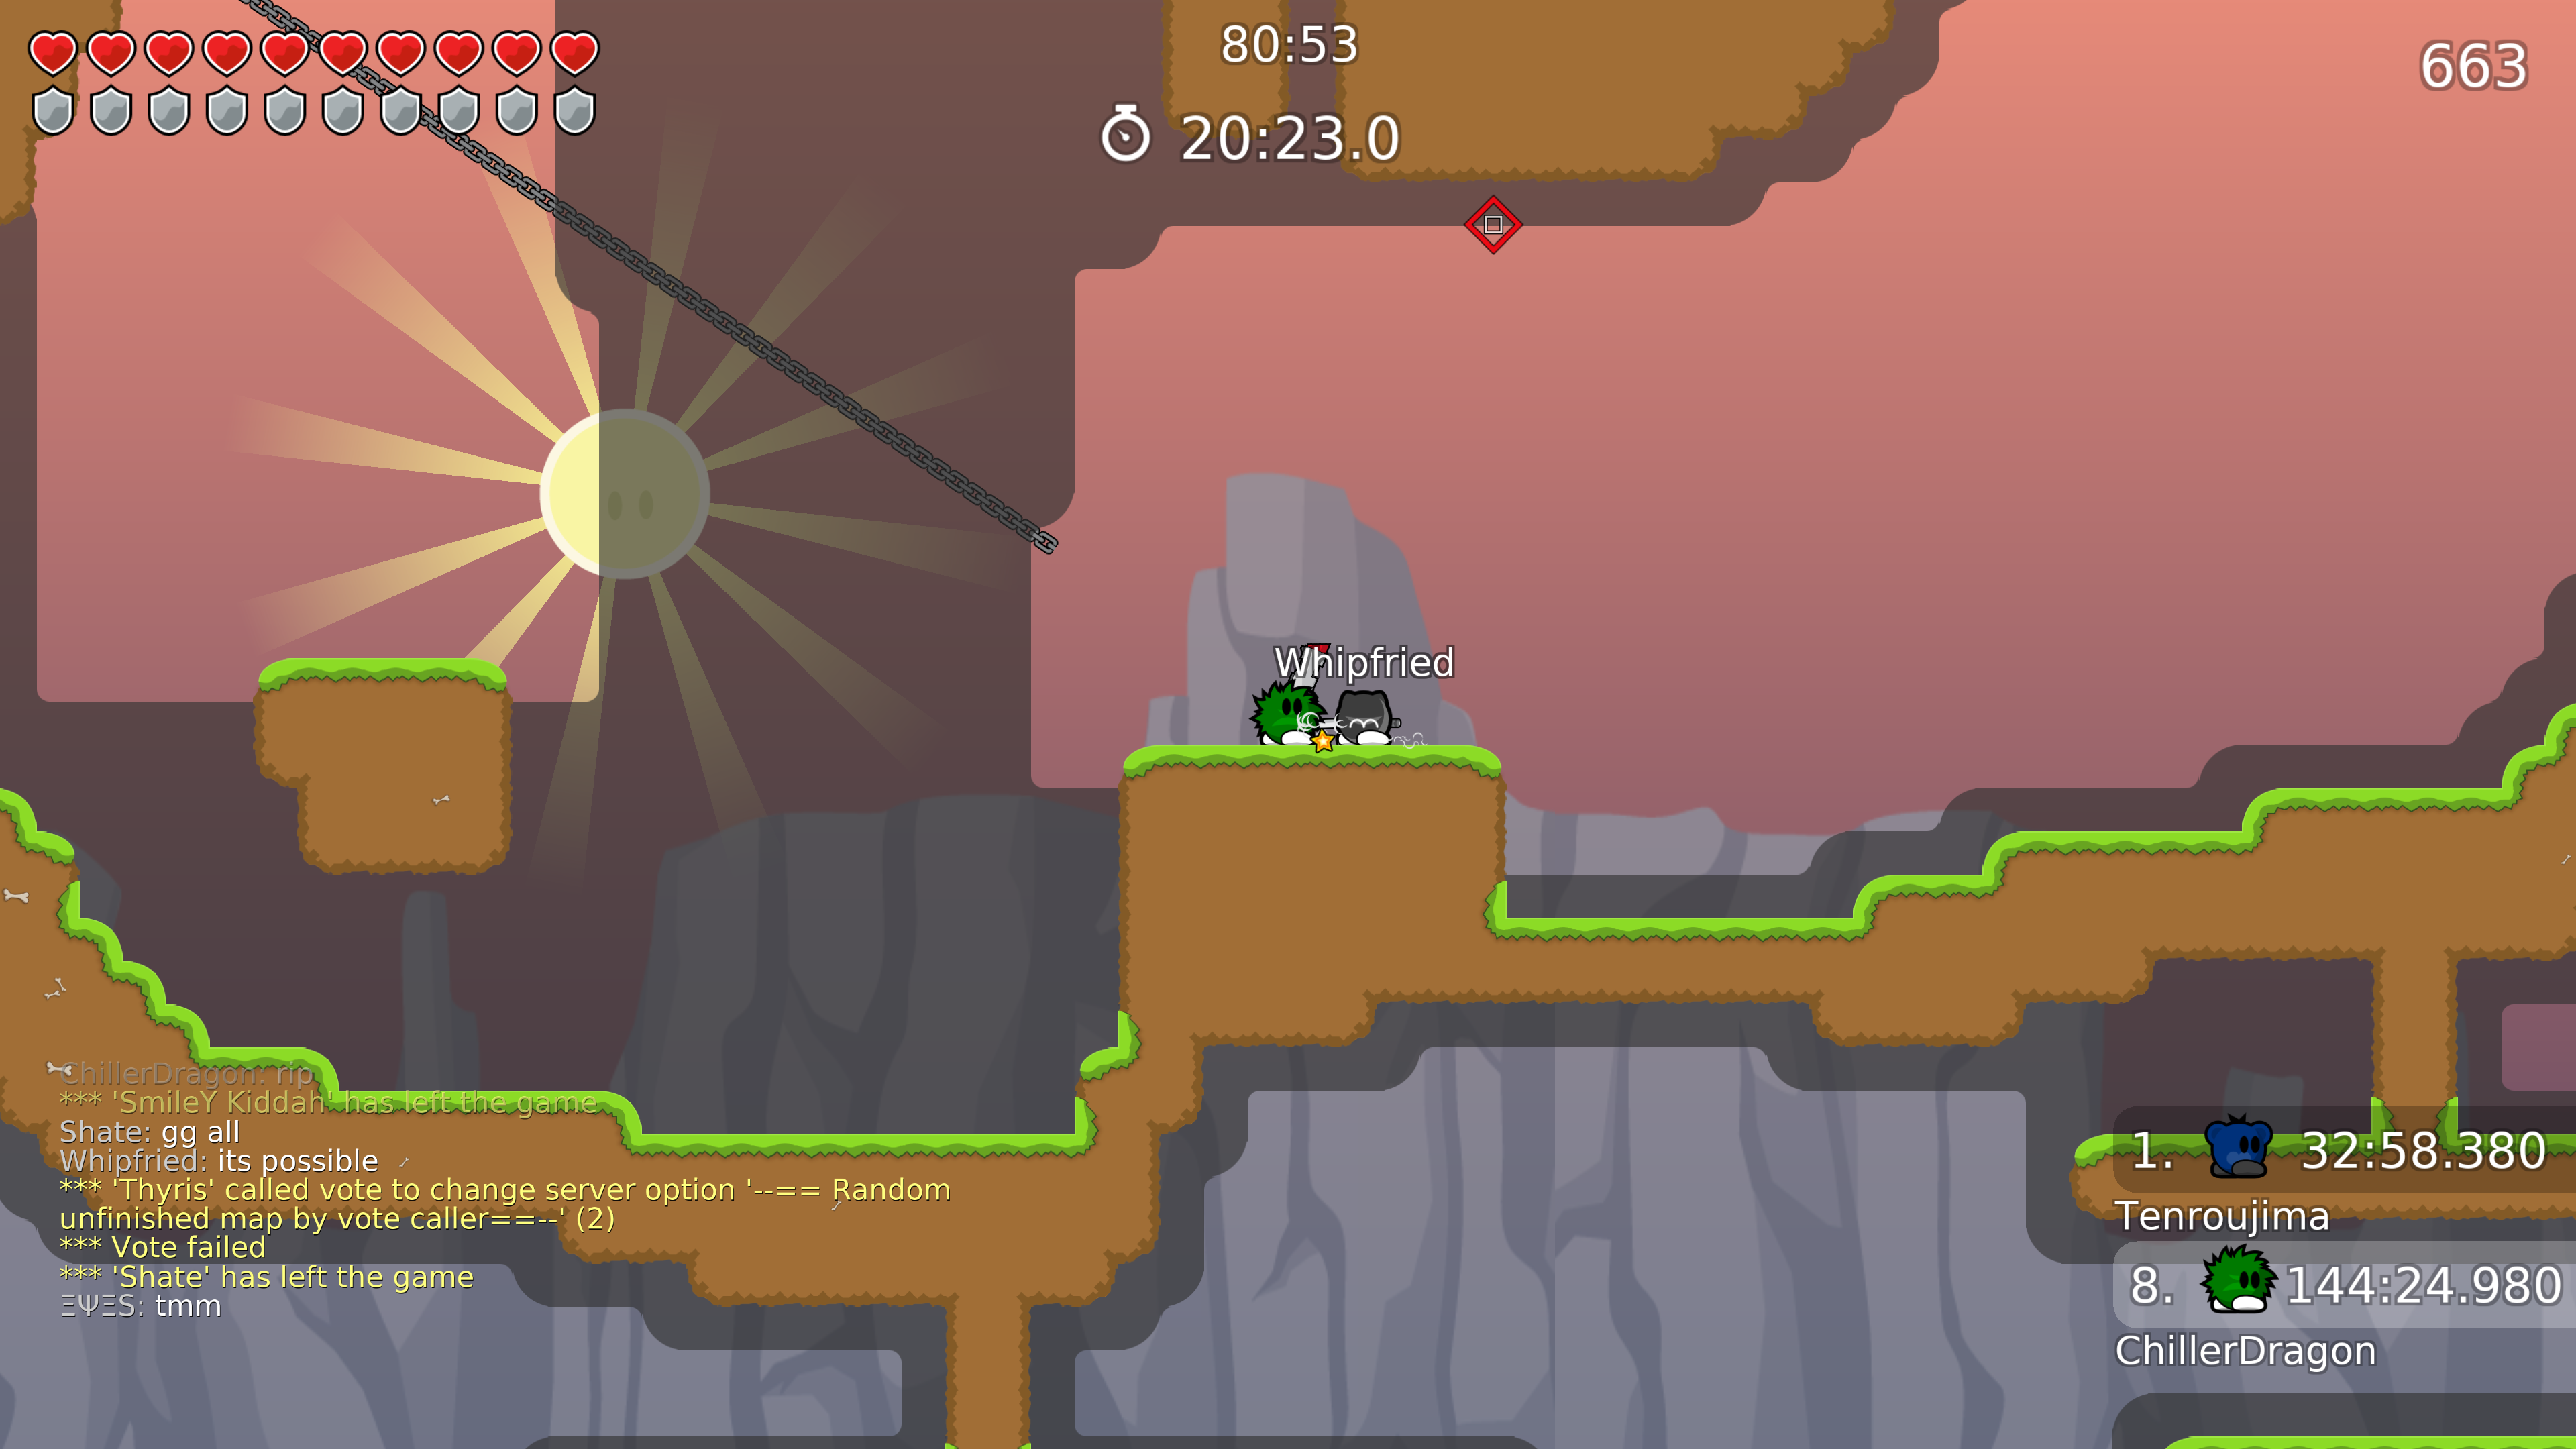 80:53
20:23.0
663
Whipfried
ChillerDragon: rip
*** 'SmileY Kiddah' has left the game
Shate: gg all
Whipfried: its possible
*** 'Thyris' called vote to change server option '--== Random
unfinished map by vote caller==--' (2)
*** Vote failed
*** 'Shate' has left the game
ΞΨΞS: tmm
1. 32:58.380
Tenroujima
8. 144:24.980
ChillerDragon